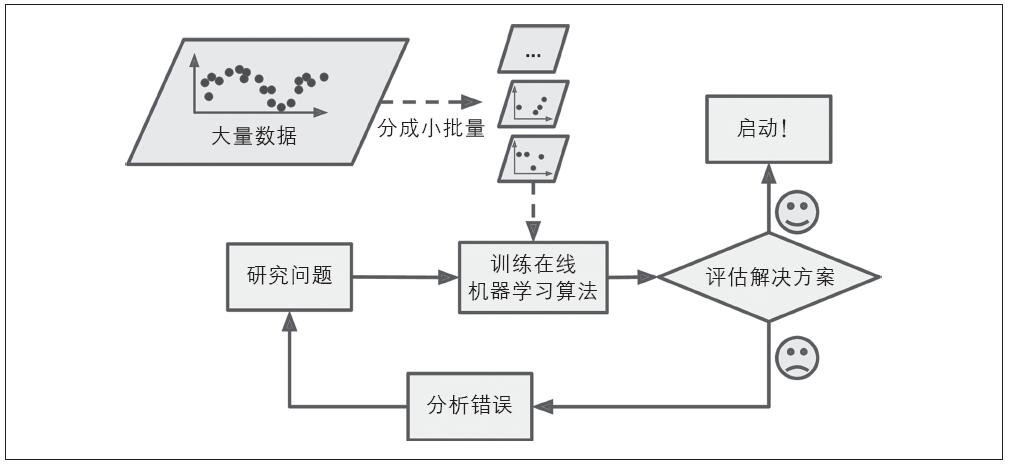 ...
大量数据
分成小批量
启动!
研究问题
训练在线
机器学习算法
评估解决方案
分析错误